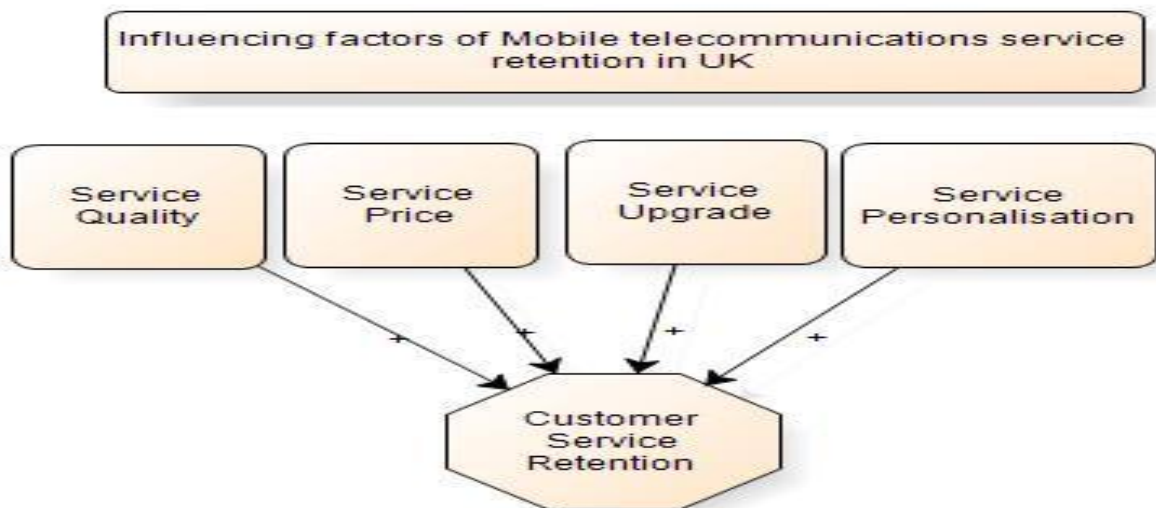 Influencing factors of Mobile telecommunications service
retention in UK
Service
Quality
Service
Price
Service
Upgrade
Service
Personalisation
+
+
+
+
Customer
Service
Retention